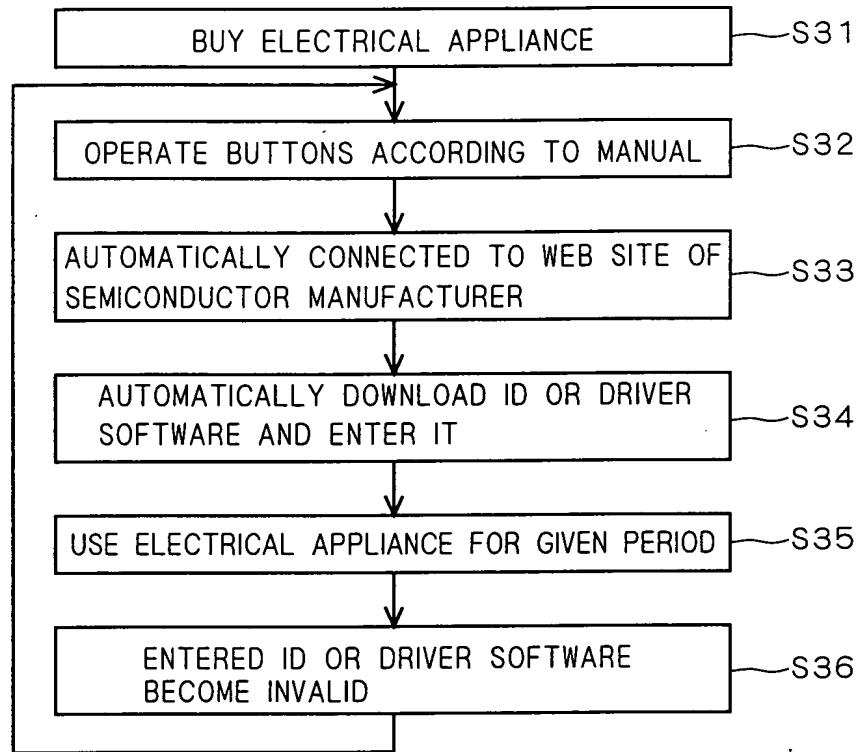 BUY ELECTRICAL APPLIANCE
S31
OPERATE BUTTONS ACCORDING TO MANUAL
S32
AUTOMATICALLY CONNECTED TO WEB SITE OF
SEMICONDUCTOR MANUFACTURER
S33
AUTOMATICALLY DOWNLOAD ID OR DRIVER
SOFTWARE AND ENTER IT
S34
USE ELECTRICAL APPLIANCE FOR GIVEN PERIOD
S35
ENTERED ID OR DRIVER SOFTWARE
BECOME INVALID
S36